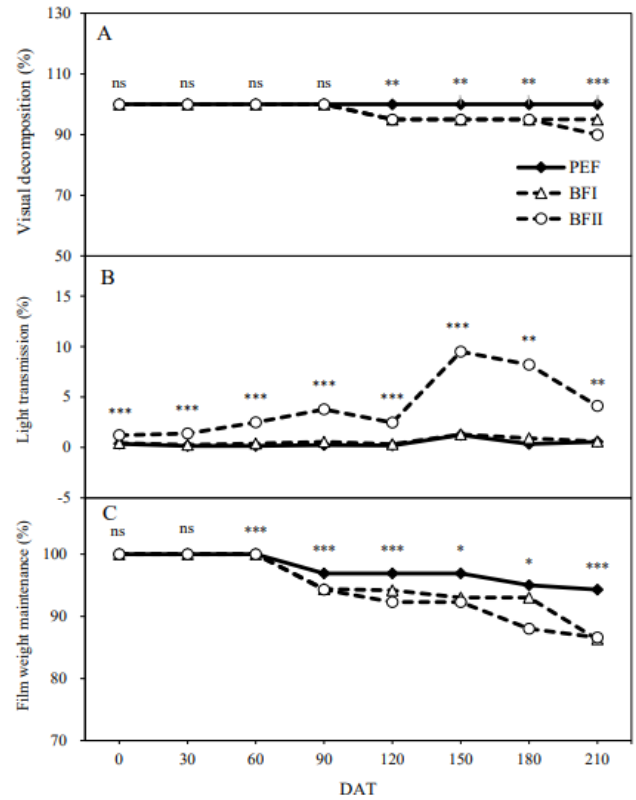 130
A
110
ns ns ns ns ** ** ** ***
90
PEF
BFI
BFII
70
50
Visual decomposition (%)
B
15
10
5
0
-5
*** *** *** *** *** *** ** **
Light transmission (%)
C
ns ns *** *** *** * * ***
100
90
80
70
Film weight maintenance (%)
0 30 60 90 120 150 180 210
DAT